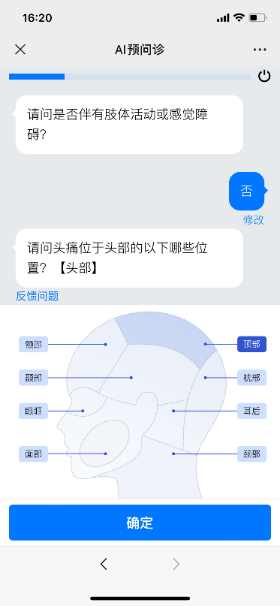 16:20
AI预问诊
请问是否伴有肢体活动或感觉障
碍？
否
修改
请问头痛位于头部的以下哪些位
置？【头部】
反馈问题
额部
顶部
颞部
枕部
眼眶
耳后
面部
颈部
确定